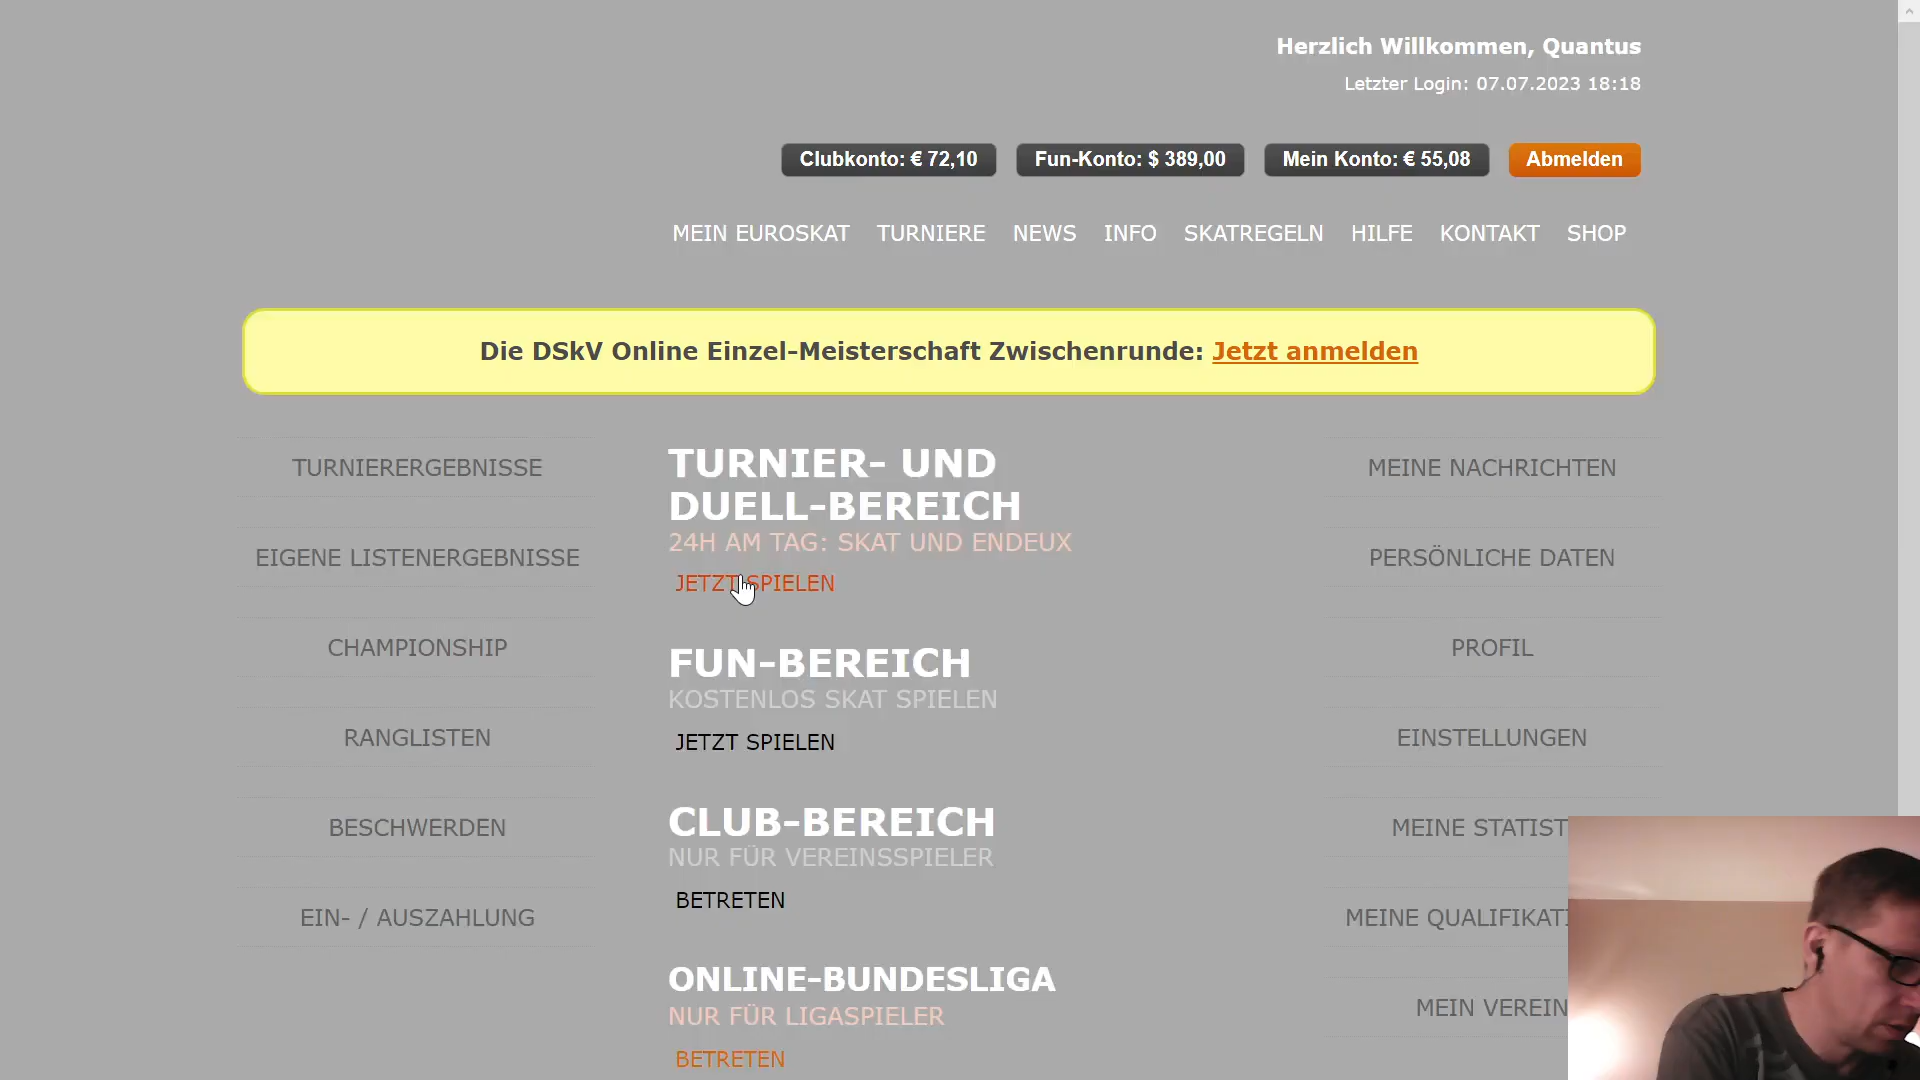 Herzlich Willkommen, Quantus
Letzter Login: 07.07.2023 18:18
Clubkonto: € 72,10
Fun-Konto: $ 389,00
Mein Konto: € 55,08
Abmelden
MEIN EUROSKAT
TURNIERE
NEWS
INFO
SKATREGELN
HILFE
KONTAKT
SHOP
Die DSkV Online Einzel-Meisterschaft Zwischenrunde: Jetzt anmelden
TURNIERERGEBNISSE
EIGENE LISTENERGEBNISSE
CHAMPIONSHIP
RANGLISTEN
BESCHWERDEN
EIN- / AUSZAHLUNG
TURNIER- UND
DUELL-BEREICH
24H AM TAG: SKAT UND ENDEUX
JETZT SPIELEN
FUN-BEREICH
KOSTENLOS SKAT SPIELEN
JETZT SPIELEN
CLUB-BEREICH
NUR FÜR VEREINSSPIELER
BETRETEN
ONLINE-BUNDESLIGA
NUR FÜR LIGASPIELER
BETRETEN
MEINE NACHRICHTEN
PERSÖNLICHE DATEN
PROFIL
EINSTELLUNGEN
MEINE STATIST
MEINE QUALIFIKATI
MEIN VEREIN